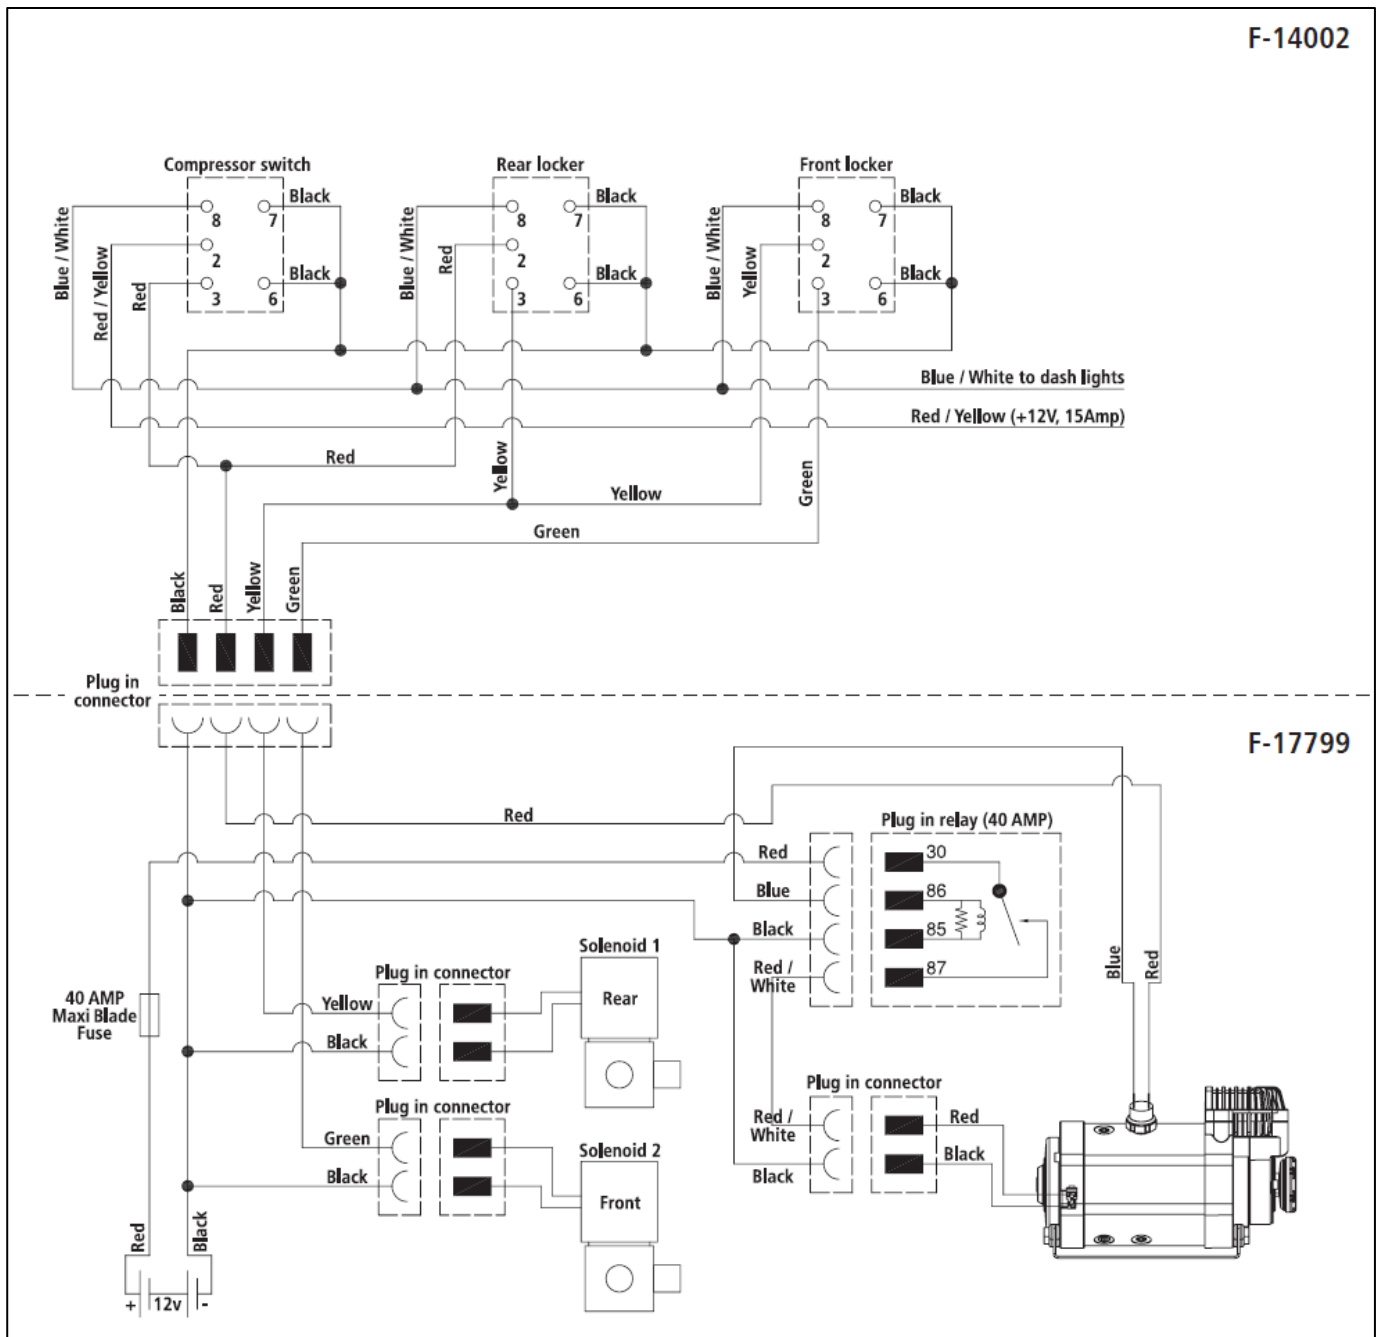 F-14002
Compressor switch
Rear locker
Front locker
Blue / White
Red / Yellow
Red
8
7
Black
2
3
6
Black
Blue / White
Red
8
7
Black
2
3
6
Black
Blue / White
Yellow
8
7
Black
2
3
6
Black
Blue / White to dash lights
Red / Yellow (+12V, 15Amp)
Red
Yellow
Yellow
Green
Green
Black
Red
Yellow
Green
Plug in
connector
F-17799
Red
Plug in relay (40 AMP)
Red
30
Blue
86
Black
85
Red /
White
87
Blue
Red
40 AMP
Maxi Blade
Fuse
Plug in connector
Yellow
Black
Solenoid 1
Rear
Plug in connector
Green
Black
Solenoid 2
Front
Plug in connector
Red /
White
Black
Red
Black
Red
Black
+
12v
-